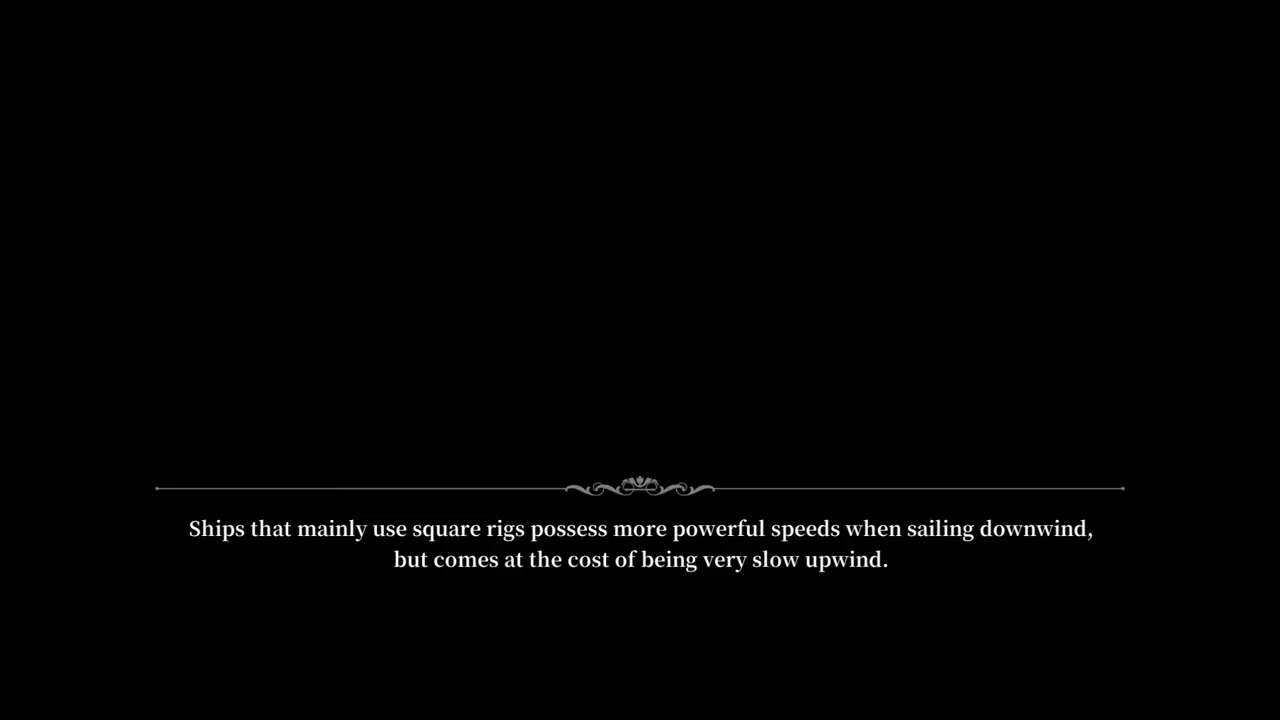 Ships that mainly use square rigs possess more powerful speeds when sailing downwind,
but comes at the cost of being very slow upwind.